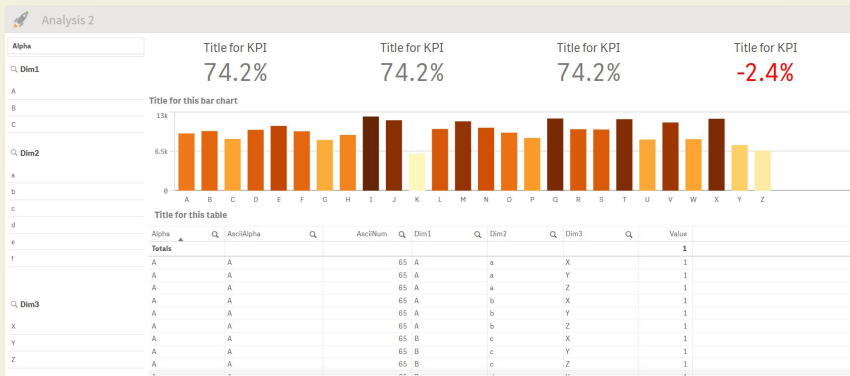 Analysis 2
Alpha
Dim1
A
B
C
Dim2
a
b
c
d
e
f
Dim3
X
Y
Z
Title for KPI Title for KPI Title for KPI Title for KPI
74.2% 74.2% 74.2% -2.4%
Title for this bar chart
13k
6.5k
0
A B C D E F G H I J K L M N O P Q R S T U V W X Y Z
Title for this table
Alpha AsciiAlpha AsciiNum Dim1 Dim2 Dim3 Value
Totals 1
A A 65 A a X 1
A A 65 A a Y 1
A A 65 A a Z 1
A A 65 A b X 1
A A 65 A b Y 1
A A 65 A b Z 1
A A 65 B c X 1
A A 65 B c Y 1
A A 65 B c Z 1